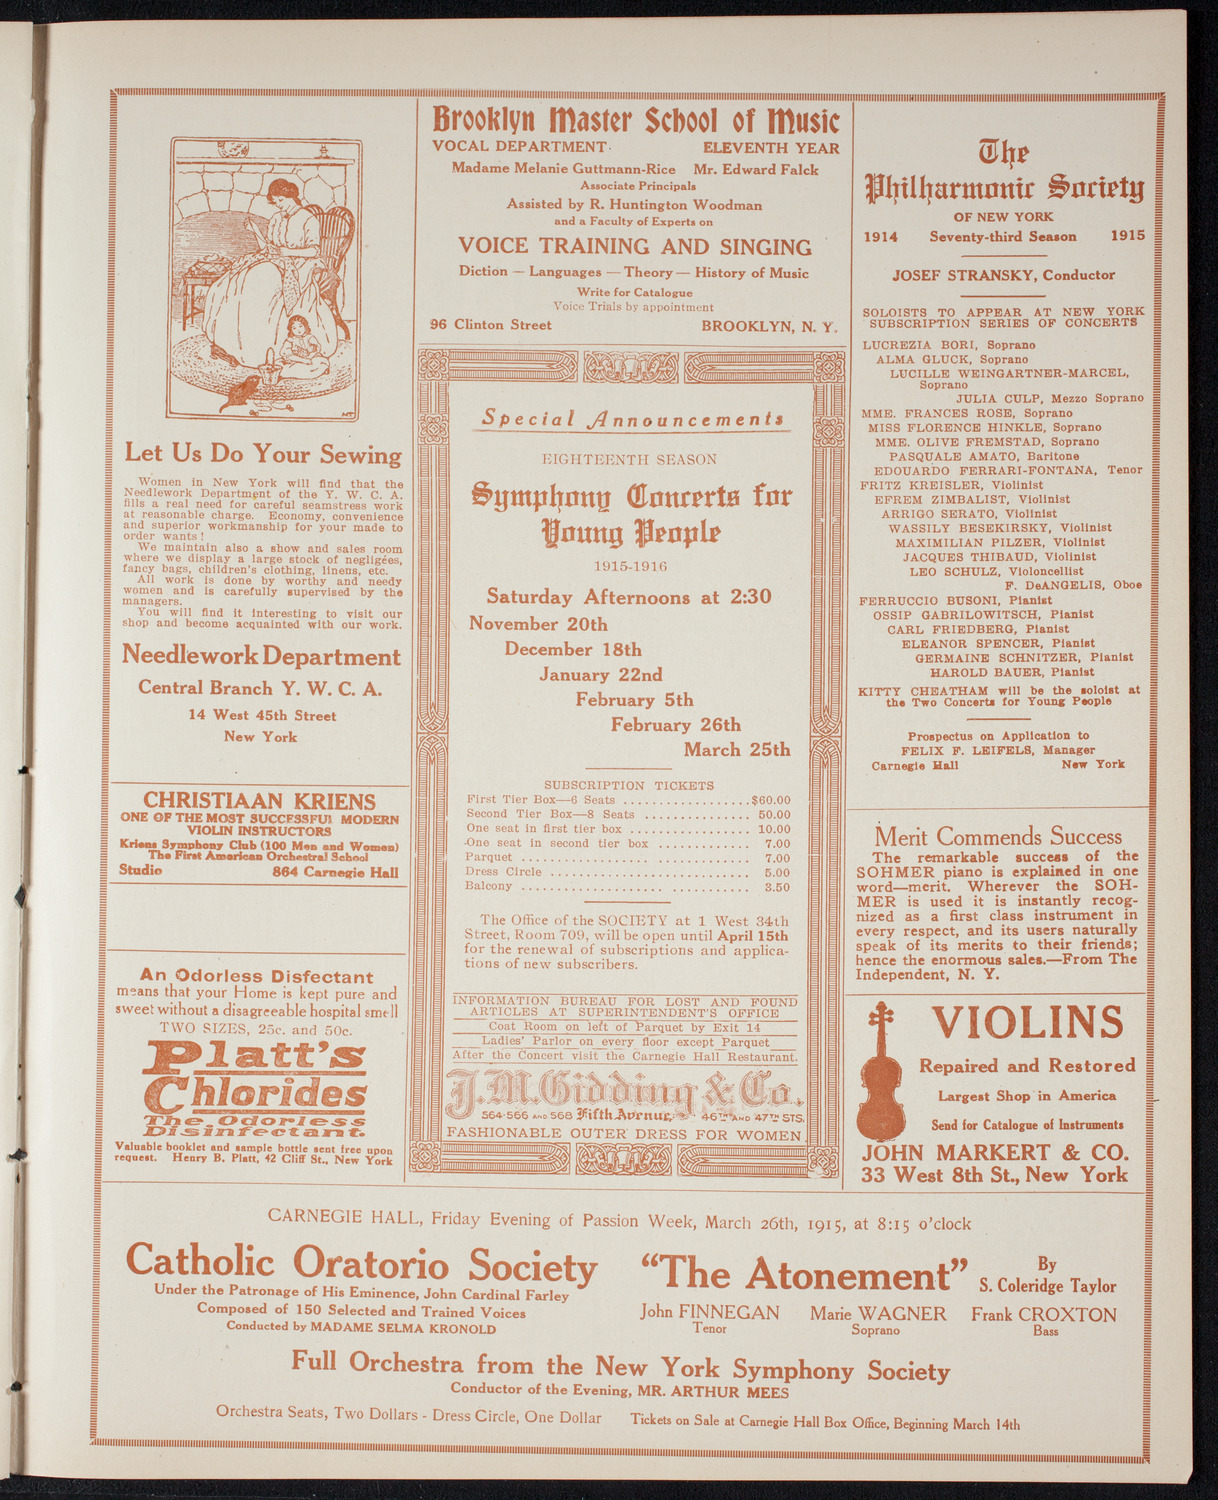 Let Us Do Your Sewing
Women in New York will find that the
Needlework Department of the Y. W. C. A.
fills a real need for careful seamstress work
at reasonable charge. Economy, convenience
and superior workmanship for your made to
order wants!
We maintain also a show and sales room
where we display a large stock of negligées,
fancy bags, children's clothing, linens, etc.
All work is done by worthy and needy
women and is carefully supervised by the
managers.
You will find it interesting to visit our
shop and become acquainted with our work.
Needlework Department
Central Branch Y. W. C. A.
14 West 45th Street
New York
CHRISTIAAN KRIENS
ONE OF THE MOST SUCCESSFUL MODERN
VIOLIN INSTRUCTORS
Kriens Symphony Club (100 Men and Women)
The First American Orchestral School
Studio 864 Carnegie Hall
An Odorless Disfectant
means that your Home is kept pure and
sweet without a disagreeable hospital smell
TWO SIZES, 25c. and 50c.
Platt's
Chlorides
The Odorless
Disinfectant.
Valuable booklet and sample bottle sent free upon
request. Henry B. Platt, 42 Cliff St., New York
Brooklyn Master School of Music
VOCAL DEPARTMENT ELEVENTH YEAR
Madame Melanie Guttmann-Rice Mr. Edward Falck
Associate Principals
Assisted by R. Huntington Woodman
and a Faculty of Experts on
VOICE TRAINING AND SINGING
Diction — Languages — Theory — History of Music
Write for Catalogue
Voice Trials by appointment
96 Clinton Street BROOKLYN, N. Y.
Special Announcements
EIGHTEENTH SEASON
Symphony Concerts for
Young People
1915-1916
Saturday Afternoons at 2:30
November 20th
December 18th
January 22nd
February 5th
February 26th
March 25th
SUBSCRIPTION TICKETS
First Tier Box—6 Seats .................. $60.00
Second Tier Box—8 Seats ............... 50.00
One seat in first tier box ................. 10.00
One seat in second tier box ............. 7.00
Parquet ................................ 7.00
Dress Circle ............................ 5.00
Balcony ................................ 3.50
The Office of the SOCIETY at 1 West 34th
Street, Room 709, will be open until April 15th
for the renewal of subscriptions and applica-
tions of new subscribers.
INFORMATION BUREAU FOR LOST AND FOUND
ARTICLES AT SUPERINTENDENT'S OFFICE
Coat Room on left of Parquet by Exit 14
Ladies' Parlor on every floor except Parquet
After the Concert visit the Carnegie Hall Restaurant.
J.M. Gidding & Co.
564-566 AND 568 Fifth Avenue, 46TH AND 47TH STS.
FASHIONABLE OUTER DRESS FOR WOMEN
The
Philharmonic Society
OF NEW YORK
1914 Seventy-third Season 1915
JOSEF STRANSKY, Conductor
SOLOISTS TO APPEAR AT NEW YORK
SUBSCRIPTION SERIES OF CONCERTS
LUCREZIA BORI, Soprano
ALMA GLUCK, Soprano
LUCILLE WEINGARTNER-MARCEL,
Soprano
JULIA CULP, Mezzo Soprano
MME. FRANCES ROSE, Soprano
MISS FLORENCE HINKLE, Soprano
MME. OLIVE FREMSTAD, Soprano
PASQUALE AMATO, Baritone
EDOUARDO FERRARI-FONTANA, Tenor
FRITZ KREISLER, Violinist
EFREM ZIMBALIST, Violinist
ARRIGO SERATO, Violinist
WASSILY BESEKIRSKY, Violinist
MAXIMILIAN PILZER, Violinist
JACQUES THIBAUD, Violinist
LEO SCHULZ, Violoncellist
F. DeANGELIS, Oboe
FERRUCCIO BUSONI, Pianist
OSSIP GABRILOWITSCH, Pianist
CARL FRIEDBERG, Pianist
ELEANOR SPENCER, Pianist
GERMAINE SCHNITZER, Pianist
HAROLD BAUER, Pianist
KITTY CHEATHAM will be the soloist at
the Two Concerts for Young People
Prospectus on Application to
FELIX F. LEIFELS, Manager
Carnegie Hall New York
Merit Commends Success
The remarkable success of the
SOHMER piano is explained in one
word—merit. Wherever the SOH-
MER is used it is instantly recog-
nized as a first class instrument in
every respect, and its users naturally
speak of its merits to their friends;
hence the enormous sales.—From The
Independent, N. Y.
VIOLINS
Repaired and Restored
Largest Shop in America
Send for Catalogue of Instruments
JOHN MARKERT & CO.
33 West 8th St., New York
CARNEGIE HALL, Friday Evening of Passion Week, March 26th, 1915, at 8:15 o'clock
Catholic Oratorio Society
Under the Patronage of His Eminence, John Cardinal Farley
Composed of 150 Selected and Trained Voices
Conducted by MADAME SELMA KRONOLD
"The Atonement" By
S. Coleridge Taylor
John FINNEGAN Marie WAGNER Frank CROXTON
Tenor Soprano Bass
Full Orchestra from the New York Symphony Society
Conductor of the Evening, MR. ARTHUR MEES
Orchestra Seats, Two Dollars - Dress Circle, One Dollar Tickets on Sale at Carnegie Hall Box Office, Beginning March 14th